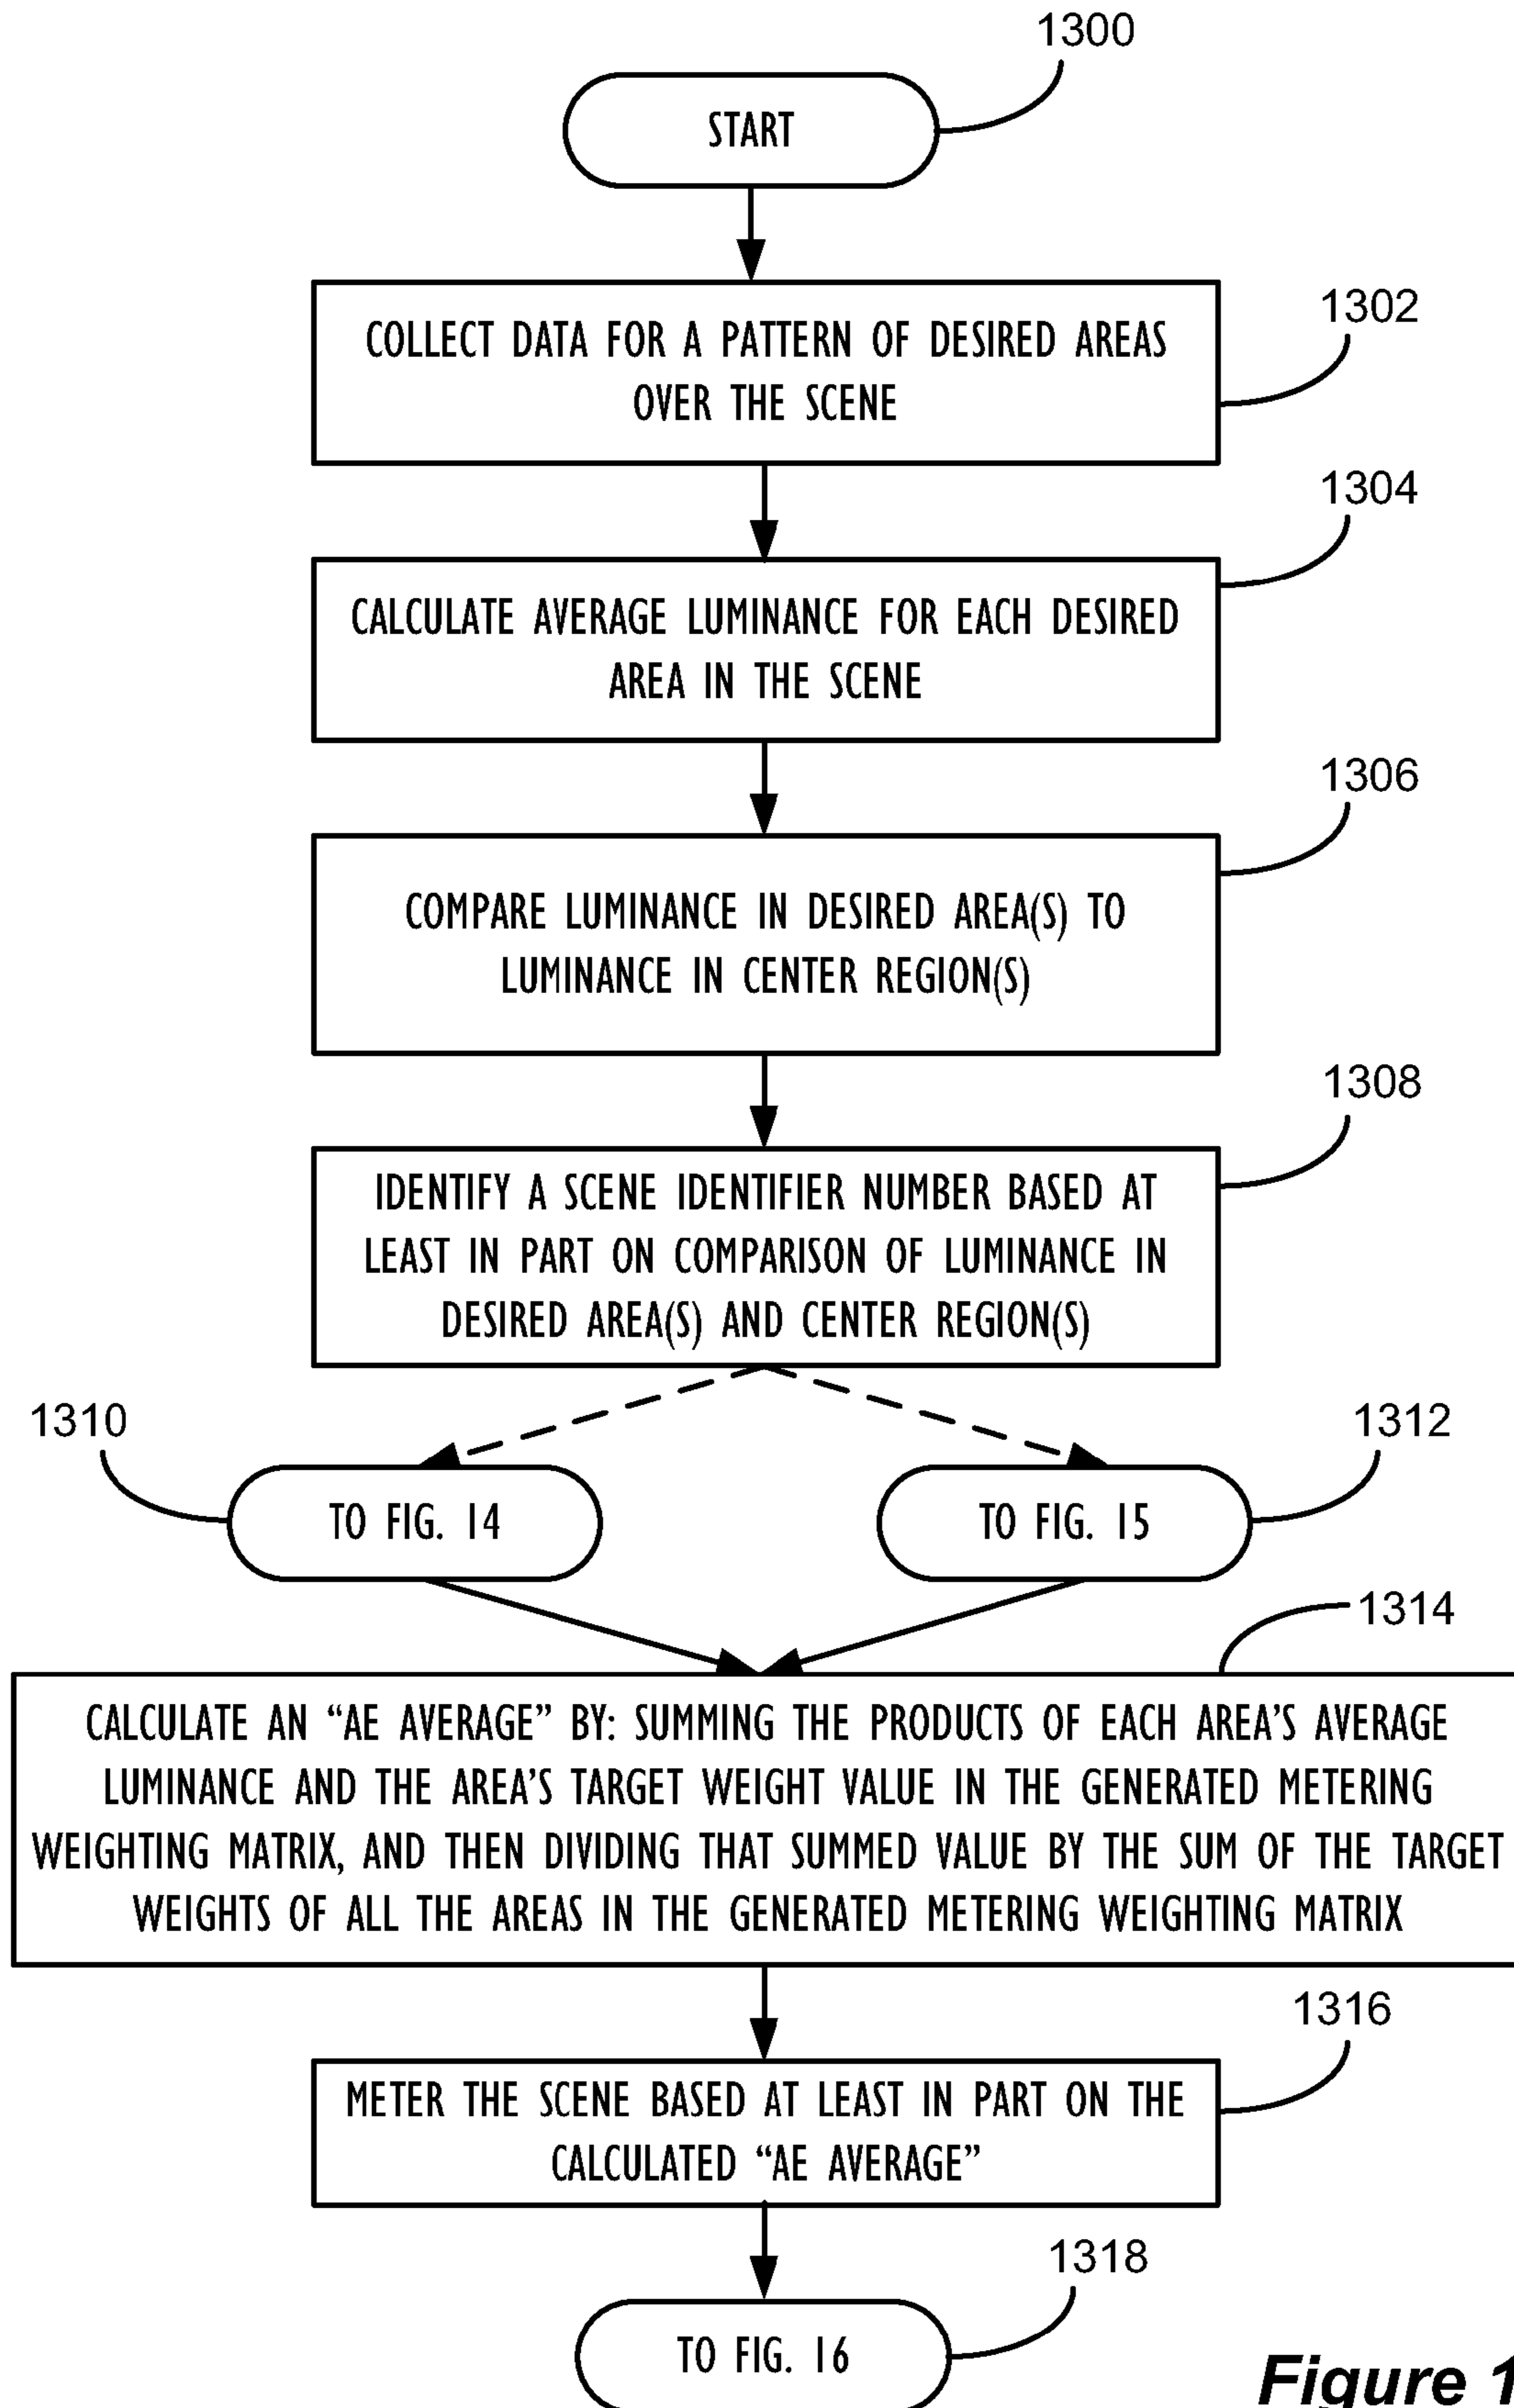 1300
START
1302
COLLECT DATA FOR A PATTERN OF DESIRED AREAS
OVER THE SCENE
1304
CALCULATE AVERAGE LUMINANCE FOR EACH DESIRED
AREA IN THE SCENE
1306
COMPARE LUMINANCE IN DESIRED AREA(S) TO
LUMINANCE IN CENTER REGION(S)
1308
IDENTIFY A SCENE IDENTIFIER NUMBER BASED AT
LEAST IN PART ON COMPARISON OF LUMINANCE IN
DESIRED AREA(S) AND CENTER REGION(S)
1310
1312
TO FIG. 14
TO FIG. 15
1314
CALCULATE AN “AE AVERAGE” BY: SUMMING THE PRODUCTS OF EACH AREA’S AVERAGE
LUMINANCE AND THE AREA’S TARGET WEIGHT VALUE IN THE GENERATED METERING
WEIGHTING MATRIX, AND THEN DIVIDING THAT SUMMED VALUE BY THE SUM OF THE TARGET
WEIGHTS OF ALL THE AREAS IN THE GENERATED METERING WEIGHTING MATRIX
1316
METER THE SCENE BASED AT LEAST IN PART ON THE
CALCULATED “AE AVERAGE”
1318
TO FIG. 16
Figure 1